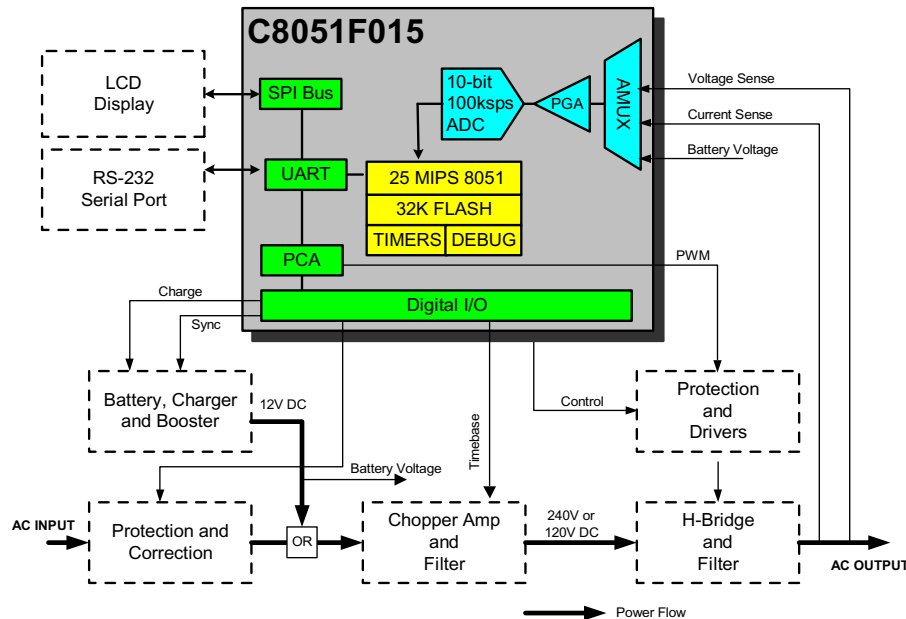 C8051F015
LCD
Display
SPI Bus
10-bit
100ksps
ADC
PGA
AMUX
Voltage Sense
Current Sense
Battery Voltage
RS-232
Serial Port
UART
25 MIPS 8051
32K FLASH
TIMERS
DEBUG
PCA
PWM
Digital I/O
Charge
Sync
Battery, Charger
and Booster
12V DC
Control
Protection
and
Drivers
Timebase
Battery Voltage
AC INPUT
Protection and
Correction
OR
Chopper Amp
and
Filter
240V or
120V DC
H-Bridge
and
Filter
AC OUTPUT
Power Flow